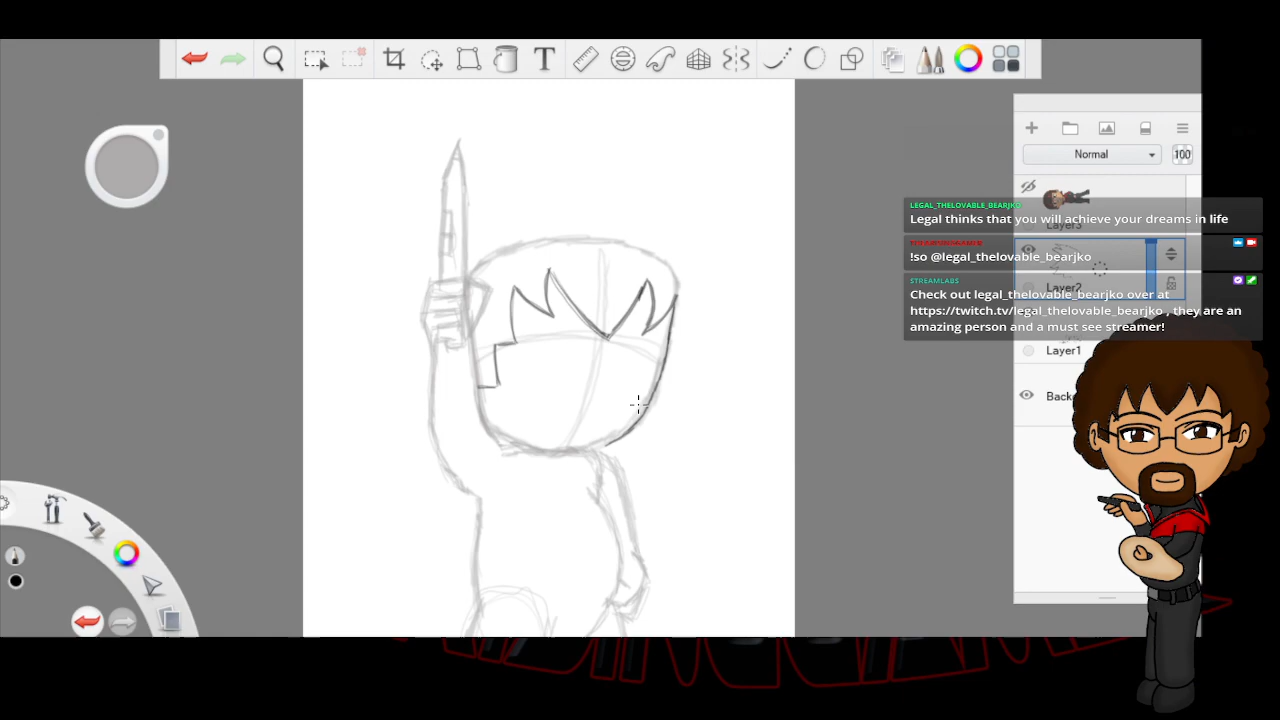 T
Normal
100
LEGAL_THELOVABLE_BEARJKO
Legal thinks that you will achieve your dreams in life
Layer3
!so @legal_thelovable_bearjko
Layer2
STREAMLABS
Check out legal_thelovable_bearjko over at
https://twitch.tv/legal_thelovable_bearjko , they are an
amazing person and a must see streamer!
Layer1